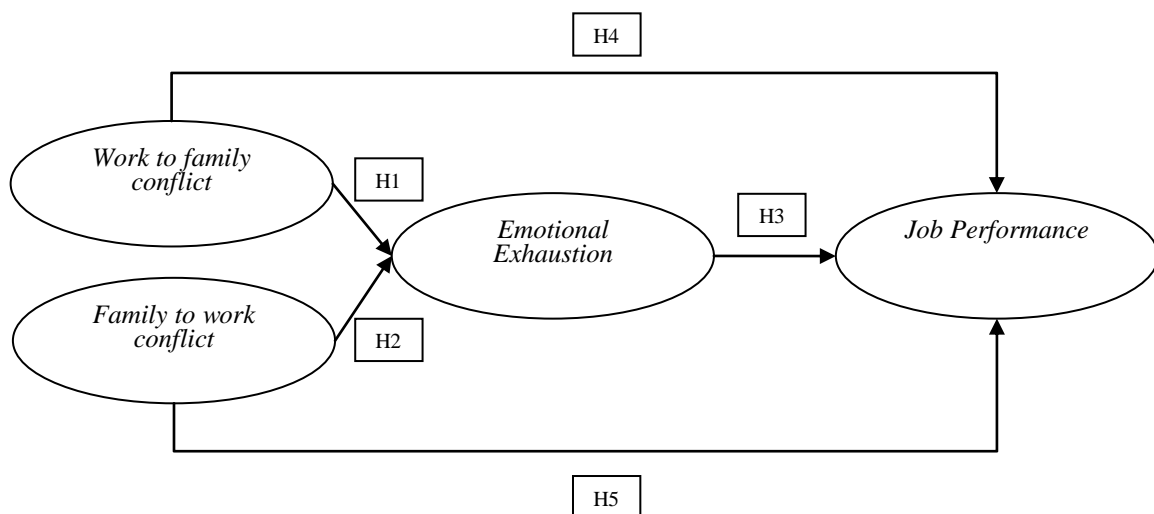 H4
Work to family
conflict
H1
Emotional
Exhaustion
H3
Job Performance
Family to work
conflict
H2
H5